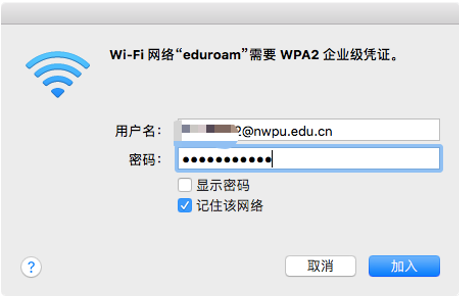 Wi-Fi 网络“eduroam”需要 WPA2 企业级凭证。
用户名： 2@nwpu.edu.cn
密码： •••••••••••
显示密码
记住该网络
? 取消 加入